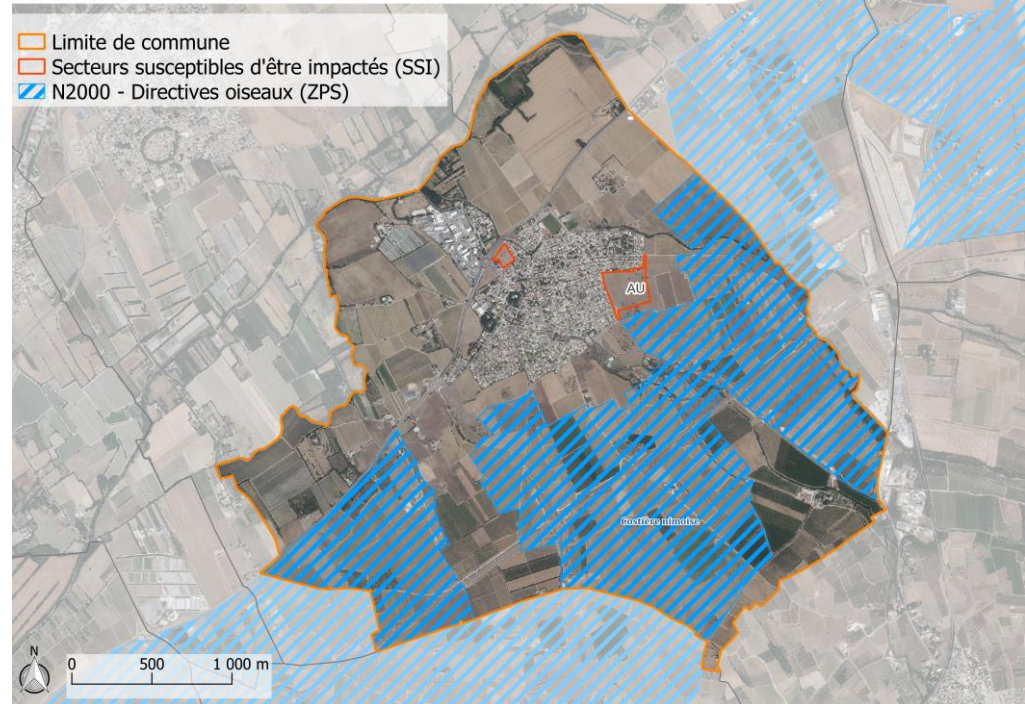 Limite de commune
Secteurs susceptibles d'être impactés (SSI)
N2000 - Directives oiseaux (ZPS)
AU
Costière nîmoise
N
0 500 1 000 m